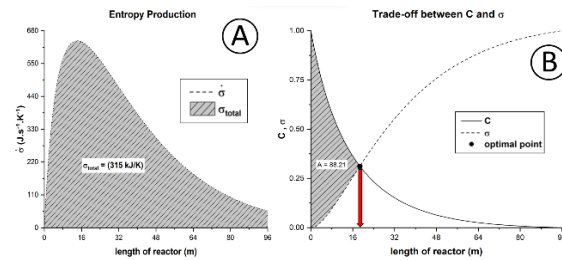 Entropy Production
A
σ̇ (J.s⁻¹.K⁻¹)
680
550
440
330
220
110
0
σ̇
σtotal
σtotal = (315 kJ/K)
0 16 32 48 64 80 96
length of reactor (m)
Trade-off between C and σ
B
C, σ
1.00
0.75
0.50
0.25
0.00
C
σ
optimal point
A = 88.21
0 16 32 48 64 80 96
length of reactor (m)